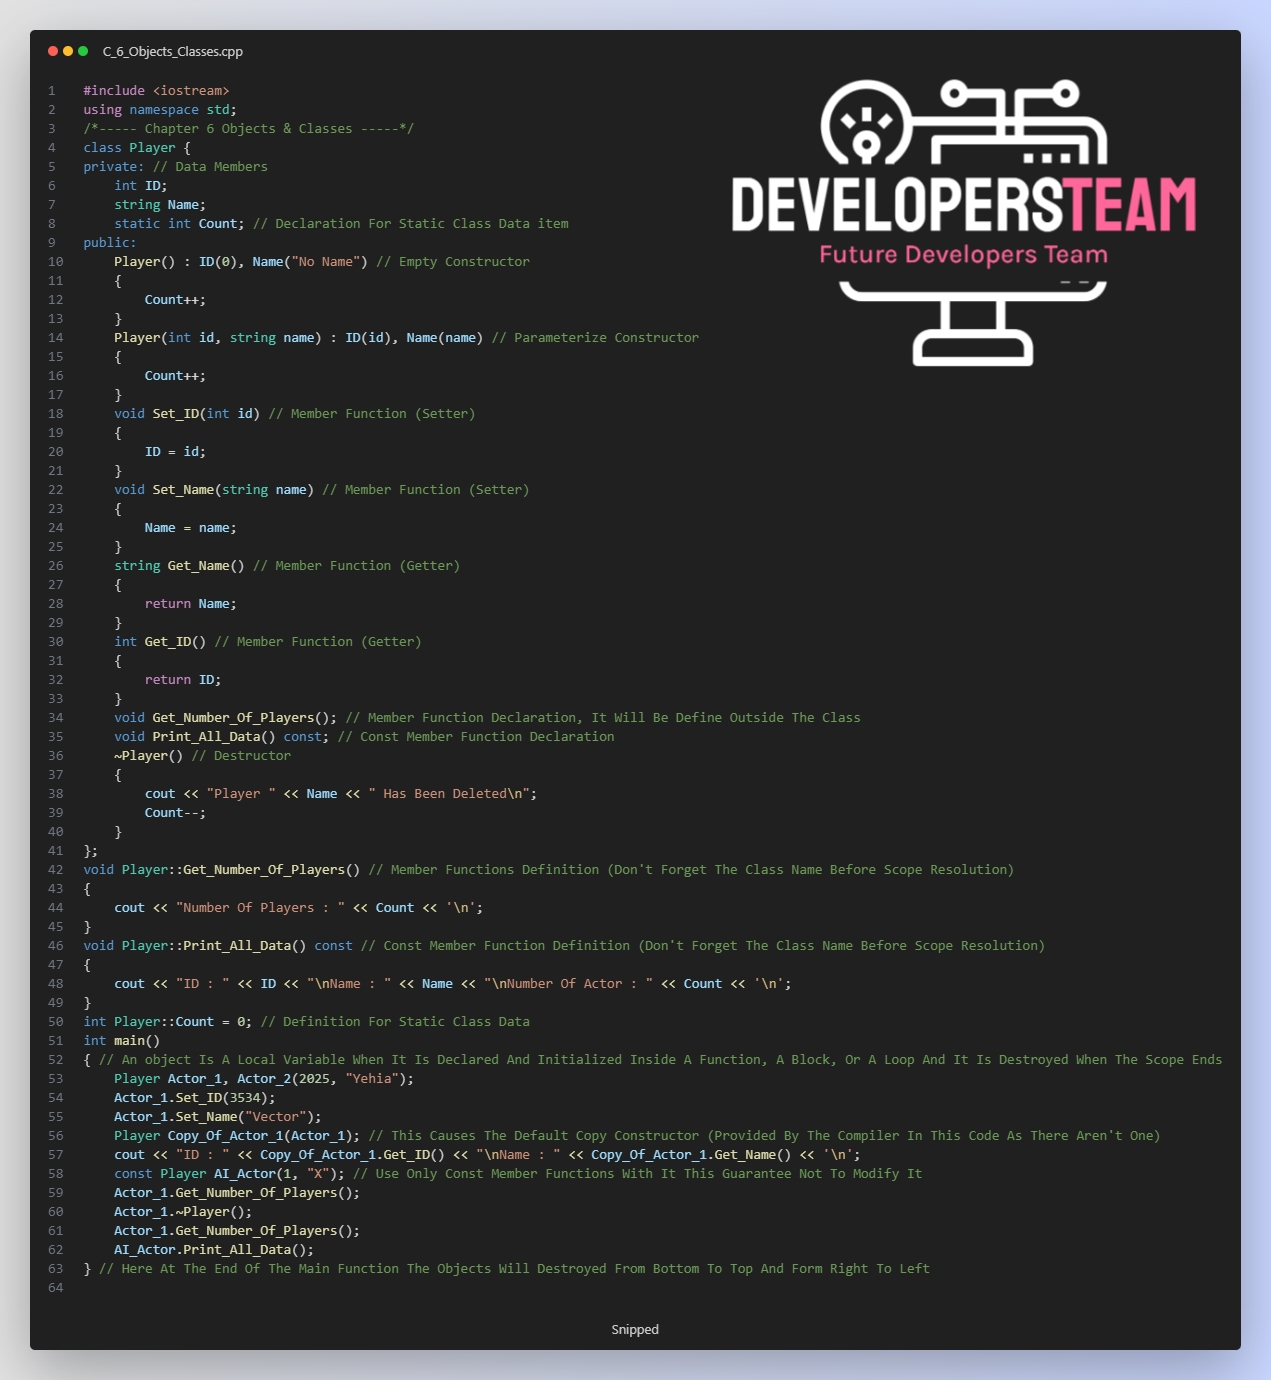 C_6_Objects_Classes.cpp
DEVELOPERSTEAM
Future Developers Team
1 #include <iostream>
2 using namespace std;
3 /*----- Chapter 6 Objects & Classes -----*/
4 class Player {
5 private: // Data Members
6     int ID;
7     string Name;
8     static int Count; // Declaration For Static Class Data item
9 public:
10     Player() : ID(0), Name("No Name") // Empty Constructor
11     {
12         Count++;
13     }
14     Player(int id, string name) : ID(id), Name(name) // Parameterize Constructor
15     {
16         Count++;
17     }
18     void Set_ID(int id) // Member Function (Setter)
19     {
20         ID = id;
21     }
22     void Set_Name(string name) // Member Function (Setter)
23     {
24         Name = name;
25     }
26     string Get_Name() // Member Function (Getter)
27     {
28         return Name;
29     }
30     int Get_ID() // Member Function (Getter)
31     {
32         return ID;
33     }
34     void Get_Number_Of_Players(); // Member Function Declaration, It Will Be Define Outside The Class
35     void Print_All_Data() const; // Const Member Function Declaration
36     ~Player() // Destructor
37     {
38         cout << "Player " << Name << " Has Been Deleted\n";
39         Count--;
40     }
41 };
42 void Player::Get_Number_Of_Players() // Member Functions Definition (Don't Forget The Class Name Before Scope Resolution)
43 {
44     cout << "Number Of Players : " << Count << '\n';
45 }
46 void Player::Print_All_Data() const // Const Member Function Definition (Don't Forget The Class Name Before Scope Resolution)
47 {
48     cout << "ID : " << ID << "\nName : " << Name << "\nNumber Of Actor : " << Count << '\n';
49 }
50 int Player::Count = 0; // Definition For Static Class Data
51 int main()
52 { // An object Is A Local Variable When It Is Declared And Initialized Inside A Function, A Block, Or A Loop And It Is Destroyed When The Scope Ends
53     Player Actor_1, Actor_2(2025, "Yehia");
54     Actor_1.Set_ID(3534);
55     Actor_1.Set_Name("Vector");
56     Player Copy_Of_Actor_1(Actor_1); // This Causes The Default Copy Constructor (Provided By The Compiler In This Code As There Aren't One)
57     cout << "ID : " << Copy_Of_Actor_1.Get_ID() << "\nName : " << Copy_Of_Actor_1.Get_Name() << '\n';
58     const Player AI_Actor(1, "X"); // Use Only Const Member Functions With It This Guarantee Not To Modify It
59     Actor_1.Get_Number_Of_Players();
60     Actor_1.~Player();
61     Actor_1.Get_Number_Of_Players();
62     AI_Actor.Print_All_Data();
63 } // Here At The End Of The Main Function The Objects Will Destroyed From Bottom To Top And Form Right To Left
64
Snipped